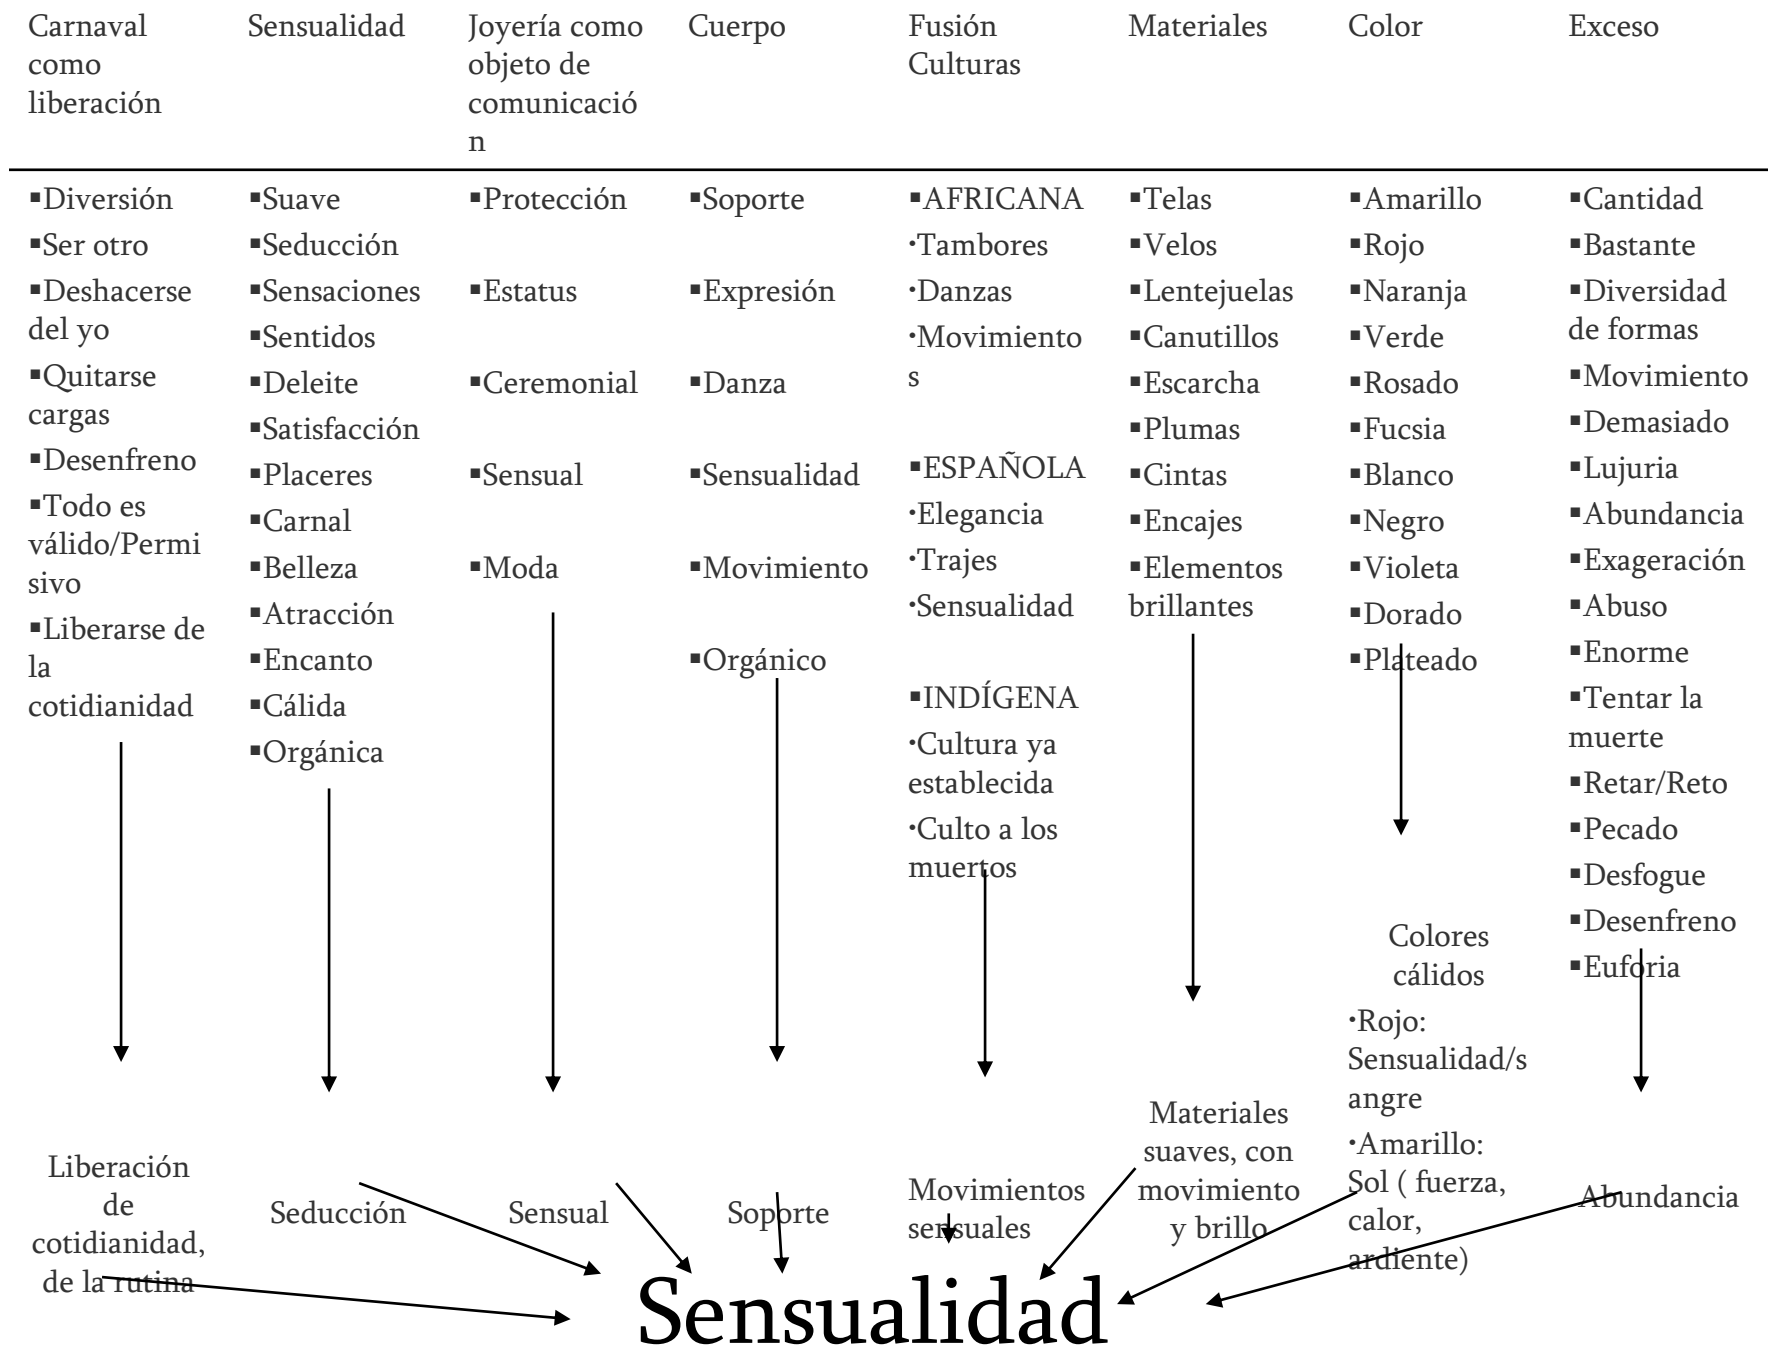 Carnaval
como
liberación
Sensualidad
Joyería como
objeto de
comunicació
n
Cuerpo
Fusión
Culturas
Materiales
Color
Exceso
▪Diversión
▪Ser otro
▪Deshacerse
del yo
▪Quitarse
cargas
▪Desenfreno
▪Todo es
válido/Permi
sivo
▪Liberarse de
la
cotidianidad
▪Suave
▪Seducción
▪Sensaciones
▪Sentidos
▪Deleite
▪Satisfacción
▪Placeres
▪Carnal
▪Belleza
▪Atracción
▪Encanto
▪Cálida
▪Orgánica
▪Protección
▪Estatus
▪Ceremonial
▪Sensual
▪Moda
▪Soporte
▪Expresión
▪Danza
▪Sensualidad
▪Movimiento
▪Orgánico
▪AFRICANA
·Tambores
·Danzas
·Movimiento
s
▪ESPAÑOLA
·Elegancia
·Trajes
·Sensualidad
▪INDÍGENA
·Cultura ya
establecida
·Culto a los
muertos
▪Telas
▪Velos
▪Lentejuelas
▪Canutillos
▪Escarcha
▪Plumas
▪Cintas
▪Encajes
▪Elementos
brillantes
▪Amarillo
▪Rojo
▪Naranja
▪Verde
▪Rosado
▪Fucsia
▪Blanco
▪Negro
▪Violeta
▪Dorado
▪Plateado
▪Cantidad
▪Bastante
▪Diversidad
de formas
▪Movimiento
▪Demasiado
▪Lujuria
▪Abundancia
▪Exageración
▪Abuso
▪Enorme
▪Tentar la
muerte
▪Retar/Reto
▪Pecado
▪Desfogue
▪Desenfreno
▪Euforia
Liberación
de
cotidianidad,
de la rutina
Seducción
Sensual
Soporte
Movimientos
sensuales
Materiales
suaves, con
movimiento
y brillo
Colores
cálidos
·Rojo:
Sensualidad/s
angre
·Amarillo:
Sol ( fuerza,
calor,
ardiente)
Abundancia
Sensualidad